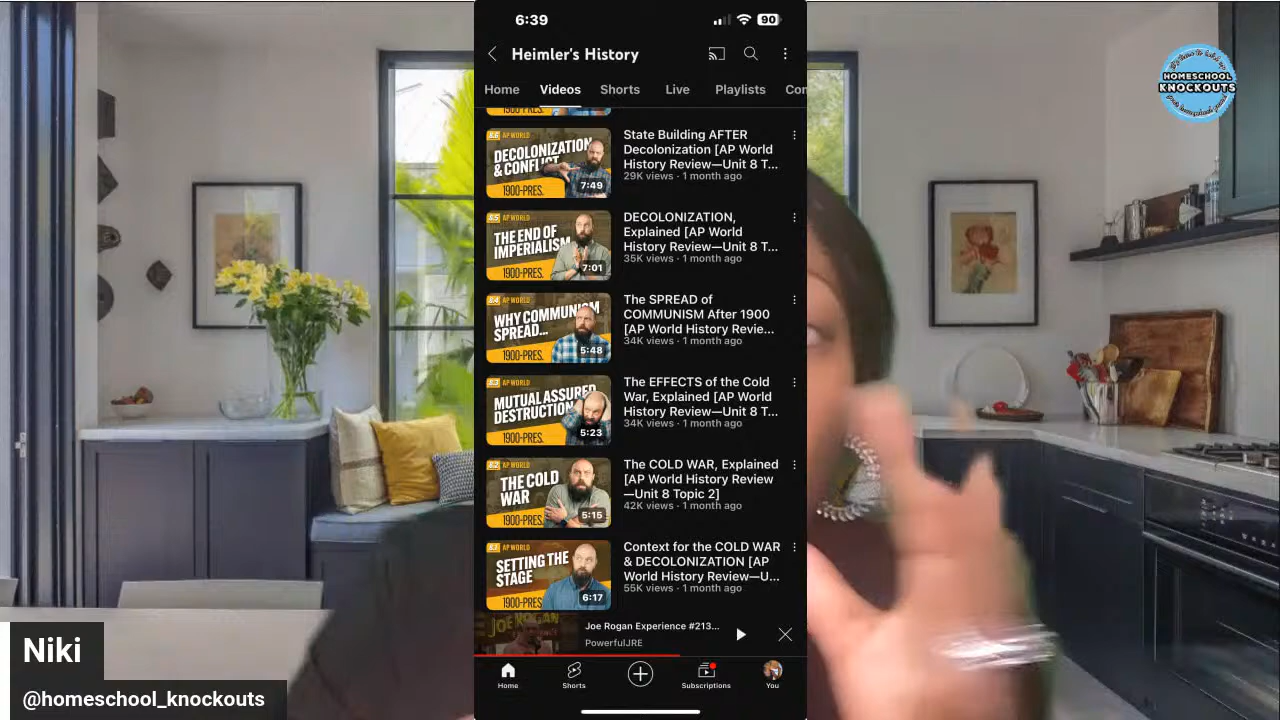 6:39
90
Heimler's History
Home Videos Shorts Live Playlists Con
8.6 AP WORLD
DECOLONIZATION
& CONFLICT
1900-PRES.
7:49
State Building AFTER
Decolonization [AP World
History Review—Unit 8 T...
29K views · 1 month ago
8.5 AP WORLD
THE END OF
IMPERIALISM
1900-PRES.
7:01
DECOLONIZATION,
Explained [AP World
History Review—Unit 8 T...
35K views · 1 month ago
8.4 AP WORLD
WHY COMMUNISM
SPREAD...
1900-PRES.
5:48
The SPREAD of
COMMUNISM After 1900
[AP World History Revie...
34K views · 1 month ago
8.3 AP WORLD
MUTUAL ASSURED
DESTRUCTION
1900-PRES.
5:23
The EFFECTS of the Cold
War, Explained [AP World
History Review—Unit 8 T...
34K views · 1 month ago
8.2 AP WORLD
THE COLD
WAR
1900-PRES.
5:15
The COLD WAR, Explained
[AP World History Review
—Unit 8 Topic 2]
42K views · 1 month ago
8.1 AP WORLD
SETTING THE
STAGE
1900-PRES.
6:17
Context for the COLD WAR
& DECOLONIZATION [AP
World History Review—U...
55K views · 1 month ago
JOE ROGAN
Joe Rogan Experience #213...
PowerfulJRE
Home Shorts Subscriptions You
HOMESCHOOL
KNOCKOUTS
Niki
@homeschool_knockouts